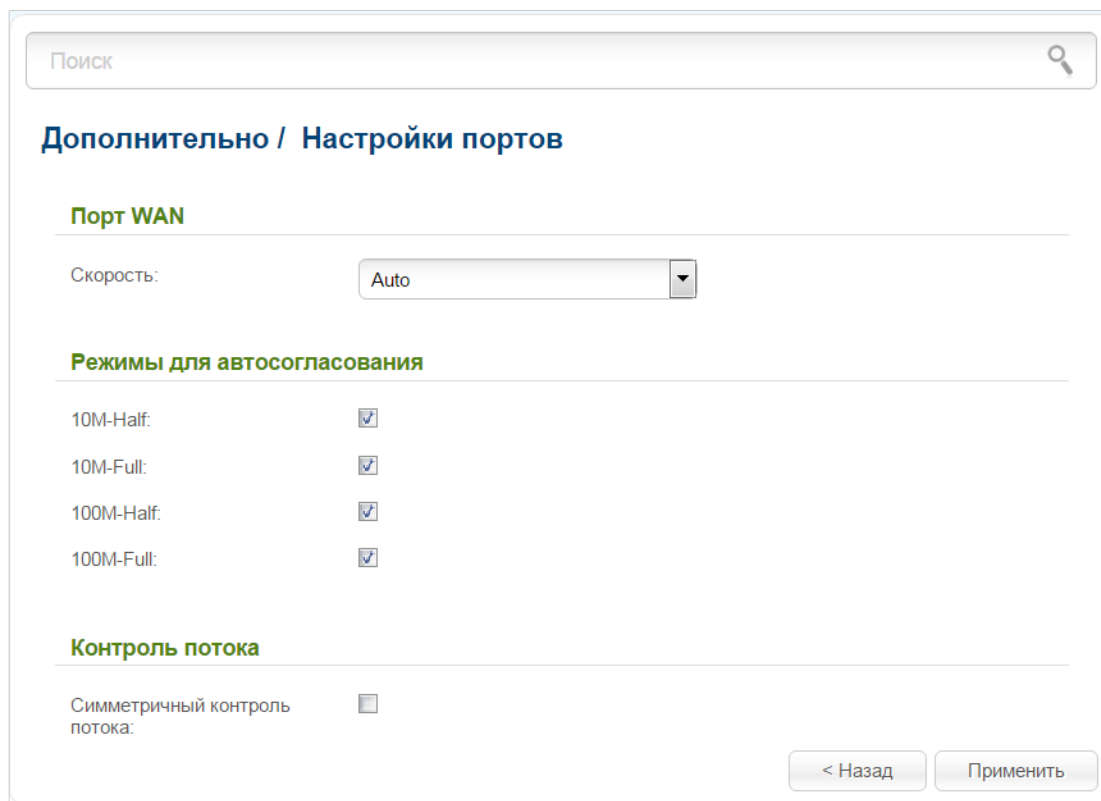 Поиск
Дополнительно / Настройки портов
Порт WAN
Скорость: Auto
Режимы для автосогласования
10M-Half:
10M-Full:
100M-Half:
100M-Full:
Контроль потока
Симметричный контроль
потока:
< Назад Применить